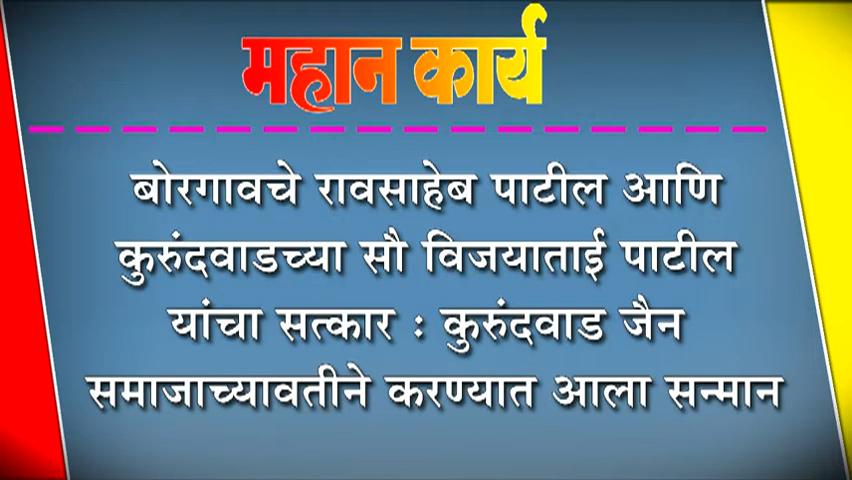 महान कार्य
बोरगावचे रावसाहेब पाटील आणि
कुरुंदवाडच्या सौ विजयाताई पाटील
यांचा सत्कार : कुरुंदवाड जैन
समाजाच्यावतीने करण्यात आला सन्मान